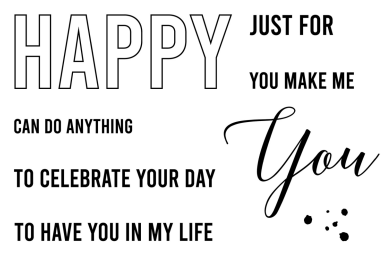 HAPPY
JUST FOR
YOU MAKE ME
CAN DO ANYTHING
You
TO CELEBRATE YOUR DAY
TO HAVE YOU IN MY LIFE